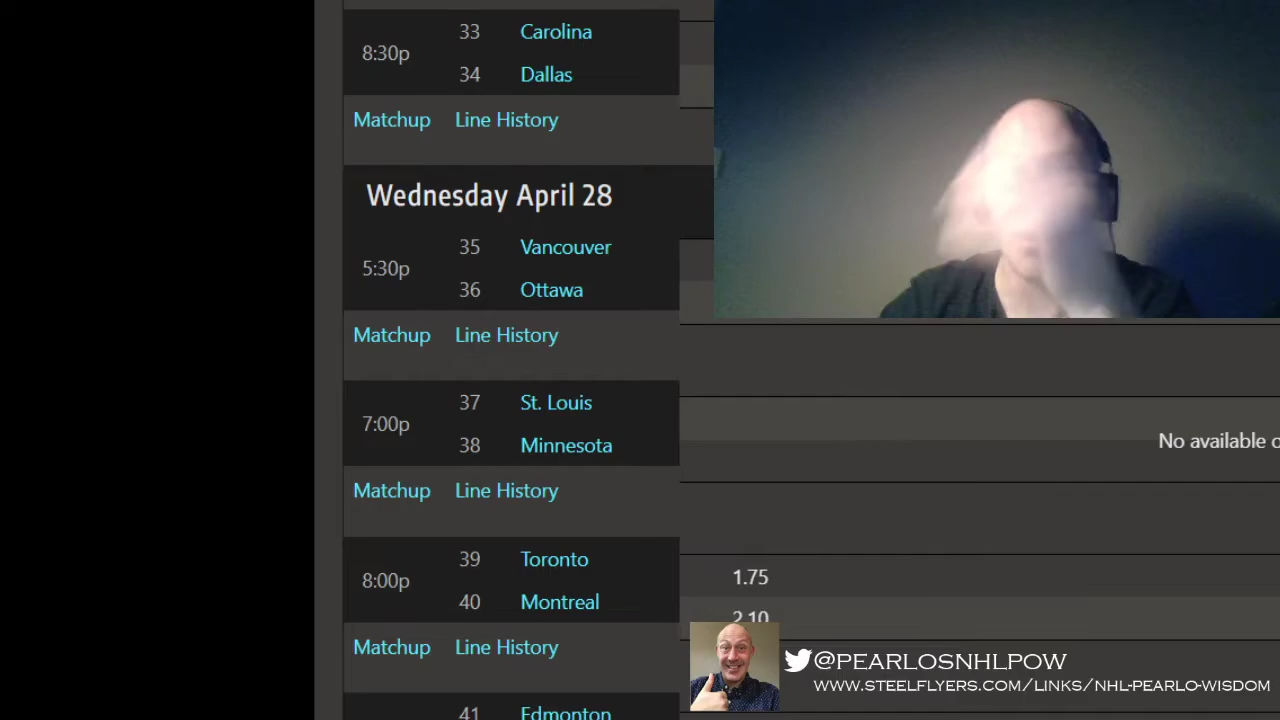 8:30p
33 Carolina
34 Dallas
Matchup Line History
Wednesday April 28
5:30p
35 Vancouver
36 Ottawa
Matchup Line History
7:00p
37 St. Louis
38 Minnesota
No available
Matchup Line History
8:00p
39 Toronto 1.75
40 Montreal 2.10
Matchup Line History
@PEARLOSNHLPOW
WWW.STEELFLYERS.COM/LINKS/NHL-PEARLO-WISDOM
41 Edmonton